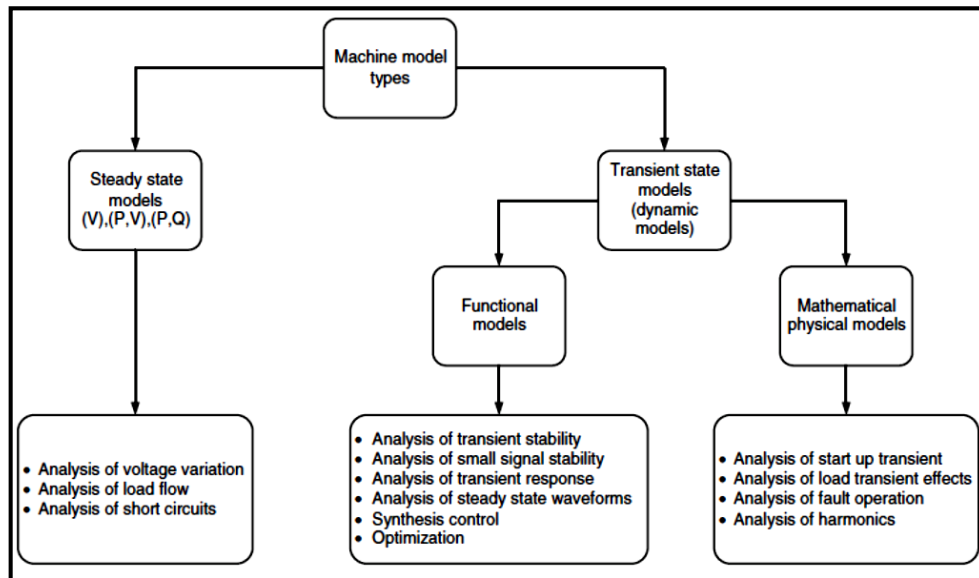 Machine model
types
Steady state
models
(V),(P,V),(P,Q)
Transient state
models
(dynamic
models)
Functional
models
Mathematical
physical models
• Analysis of voltage variation
• Analysis of load flow
• Analysis of short circuits
• Analysis of transient stability
• Analysis of small signal stability
• Analysis of transient response
• Analysis of steady state waveforms
• Synthesis control
• Optimization
• Analysis of start up transient
• Analysis of load transient effects
• Analysis of fault operation
• Analysis of harmonics